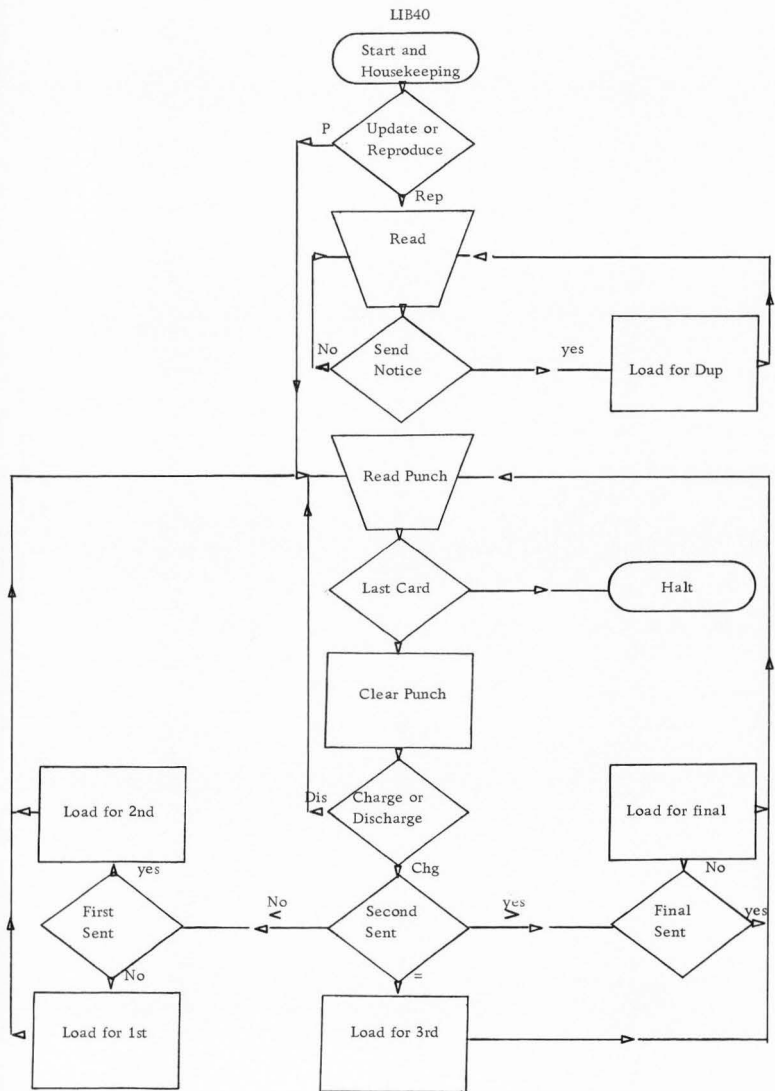 LIB40
Start and
Housekeeping
P
Update or
Reproduce
Rep
Read
No
Send
Notice
yes
Load for Dup
Read Punch
Last Card
Halt
Clear Punch
Dis
Charge or
Discharge
Chg
Load for 2nd
Load for final
yes
No
First
Sent
No
<
Second
Sent
yes
>
Final
Sent
yes
No
=
Load for 1st
Load for 3rd